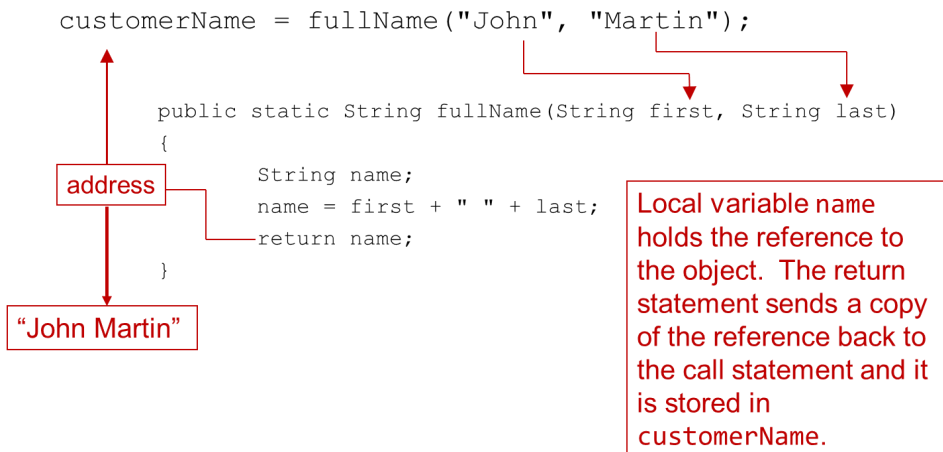 customerName = fullName("John", "Martin");
public static String fullName(String first, String last)
{
address
String name;
name = first + " " + last;
return name;
}
“John Martin”
Local variable name
holds the reference to
the object. The return
statement sends a copy
of the reference back to
the call statement and it
is stored in
customerName.